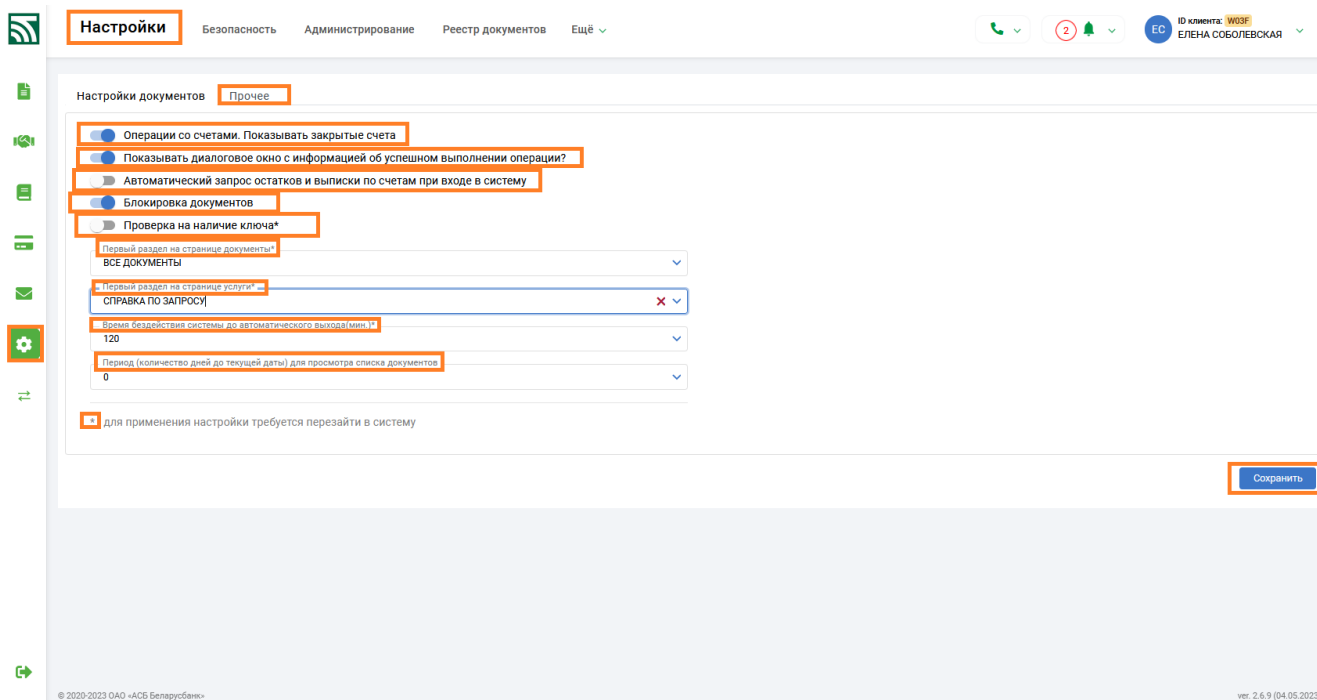 Настройки Безопасность Администрирование Реестр документов Ещё
2
ЕС
ID клиента: W03F
ЕЛЕНА СОБОЛЕВСКАЯ
Настройки документов Прочее
Операции со счетами. Показывать закрытые счета
Показывать диалоговое окно с информацией об успешном выполнении операции?
Автоматический запрос остатков и выписки по счетам при входе в систему
Блокировка документов
Проверка на наличие ключа*
Первый раздел на странице документы*
ВСЕ ДОКУМЕНТЫ
Первый раздел на странице услуги*
СПРАВКА ПО ЗАПРОСУ
Время бездействия системы до автоматического выхода(мин.)*
120
Период (количество дней до текущей даты) для просмотра списка документов
0
* для применения настройки требуется перезайти в систему
Сохранить
© 2020-2023 ОАО «АСБ Беларусбанк» ver. 2.6.9 (04.05.2023